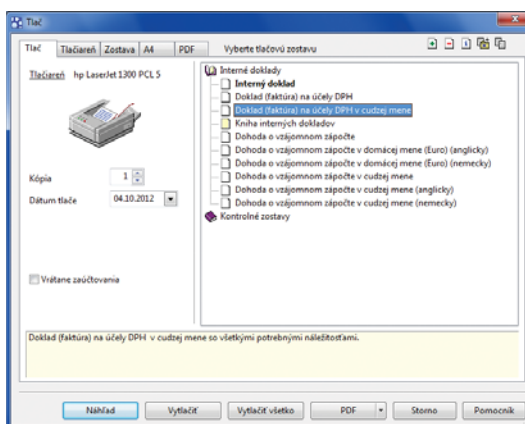 Tlač
Tlač Tlačiareň Zostava A4 PDF Vyberte tlačovú zostavu
Tlačiareň hp LaserJet 1300 PCL 5
Kópia 1
Dátum tlače 04.10.2012
Vrátane zaúčtovania
Interné doklady
Interný doklad
Doklad (faktúra) na účely DPH
Doklad (faktúra) na účely DPH v cudzej mene
Kniha interných dokladov
Dohoda o vzájomnom zápočte
Dohoda o vzájomnom zápočte v domácej mene (Euro) (anglicky)
Dohoda o vzájomnom zápočte v domácej mene (Euro) (nemecky)
Dohoda o vzájomnom zápočte v cudzej mene
Dohoda o vzájomnom zápočte v cudzej mene (anglicky)
Dohoda o vzájomnom zápočte v cudzej mene (nemecky)
Kontrolné zostavy
Doklad (faktúra) na účely DPH v cudzej mene so všetkými potrebnými náležitosťami.
Náhľad Vytlačiť Vytlačiť všetko PDF Storno Pomocník